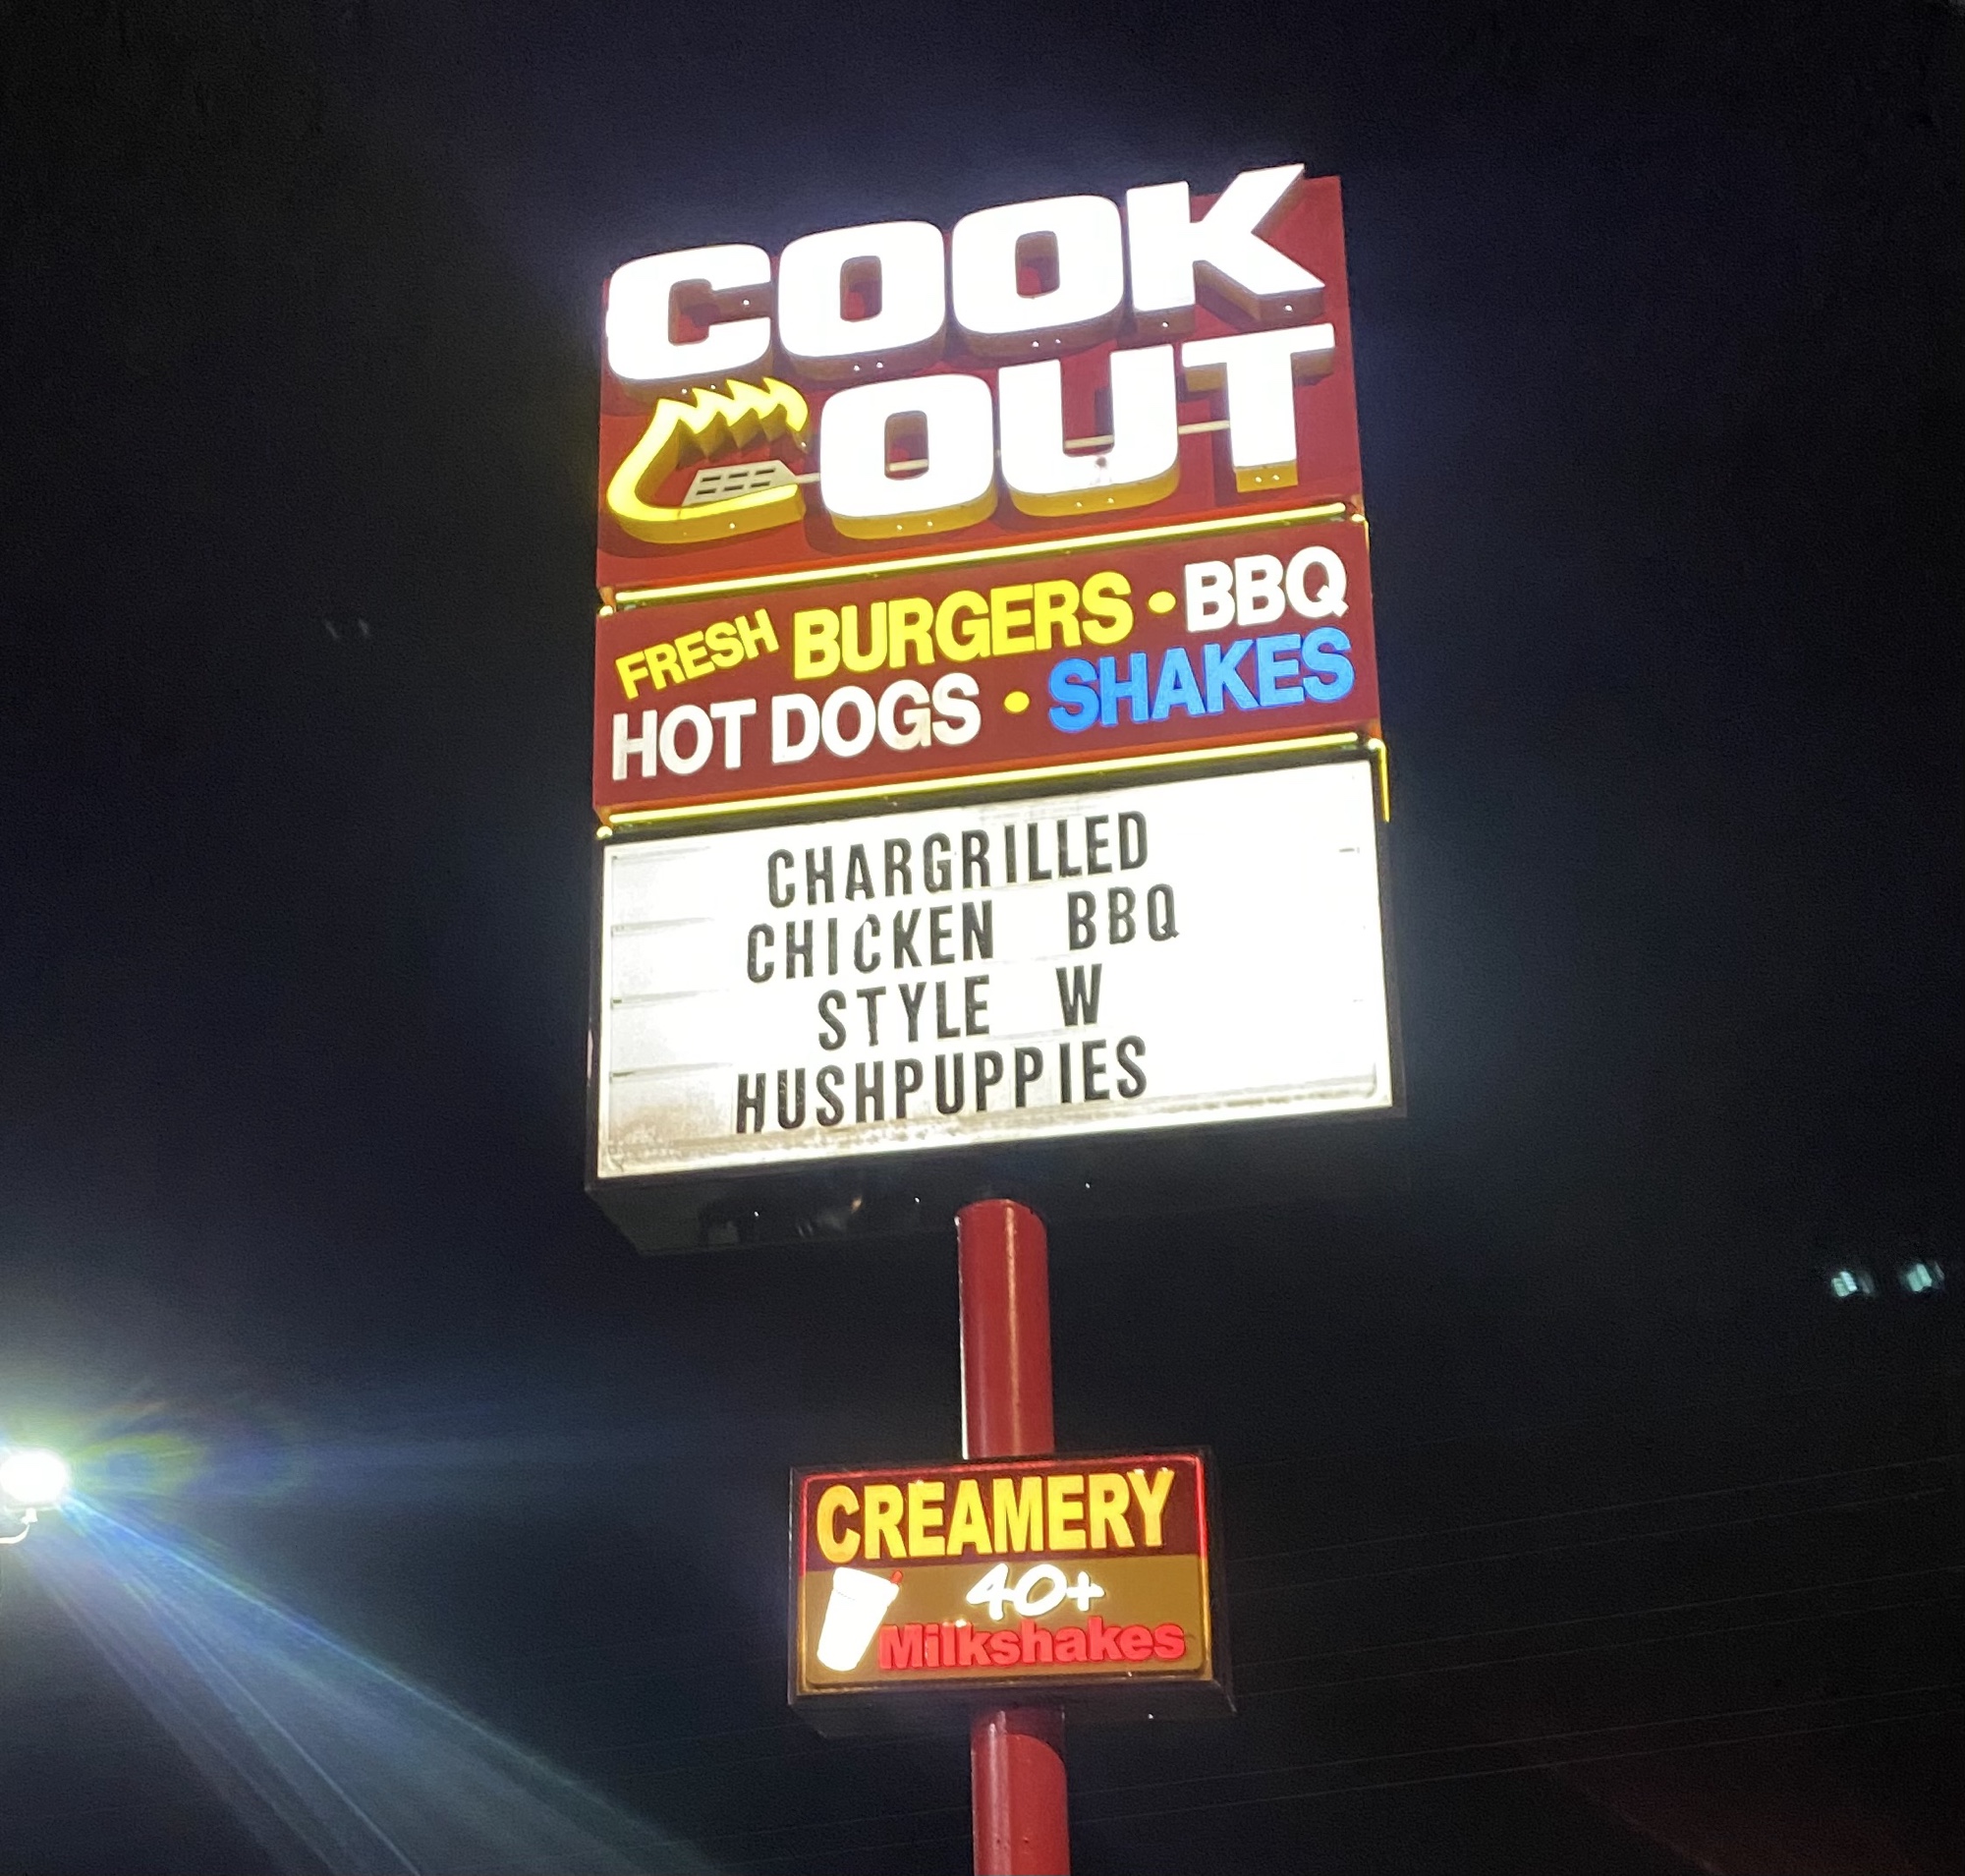 COOK
OUT
FRESH BURGERS • BBQ
HOT DOGS • SHAKES
CHARGRILLED
CHICKEN BBQ
STYLE W
HUSHPUPPIES
CREAMERY
40+
Milkshakes